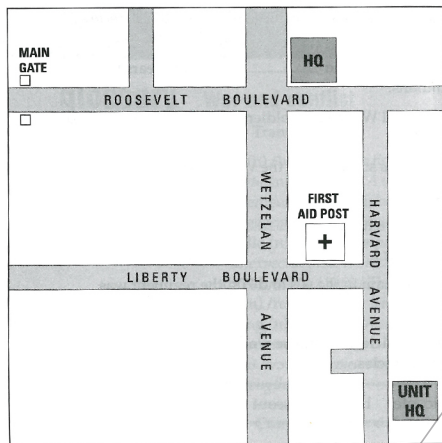 MAIN
GATE
HQ
ROOSEVELT BOULEVARD
WETZELAN
AVENUE
FIRST
AID POST
HARVARD AVENUE
LIBERTY BOULEVARD
UNIT
HQ